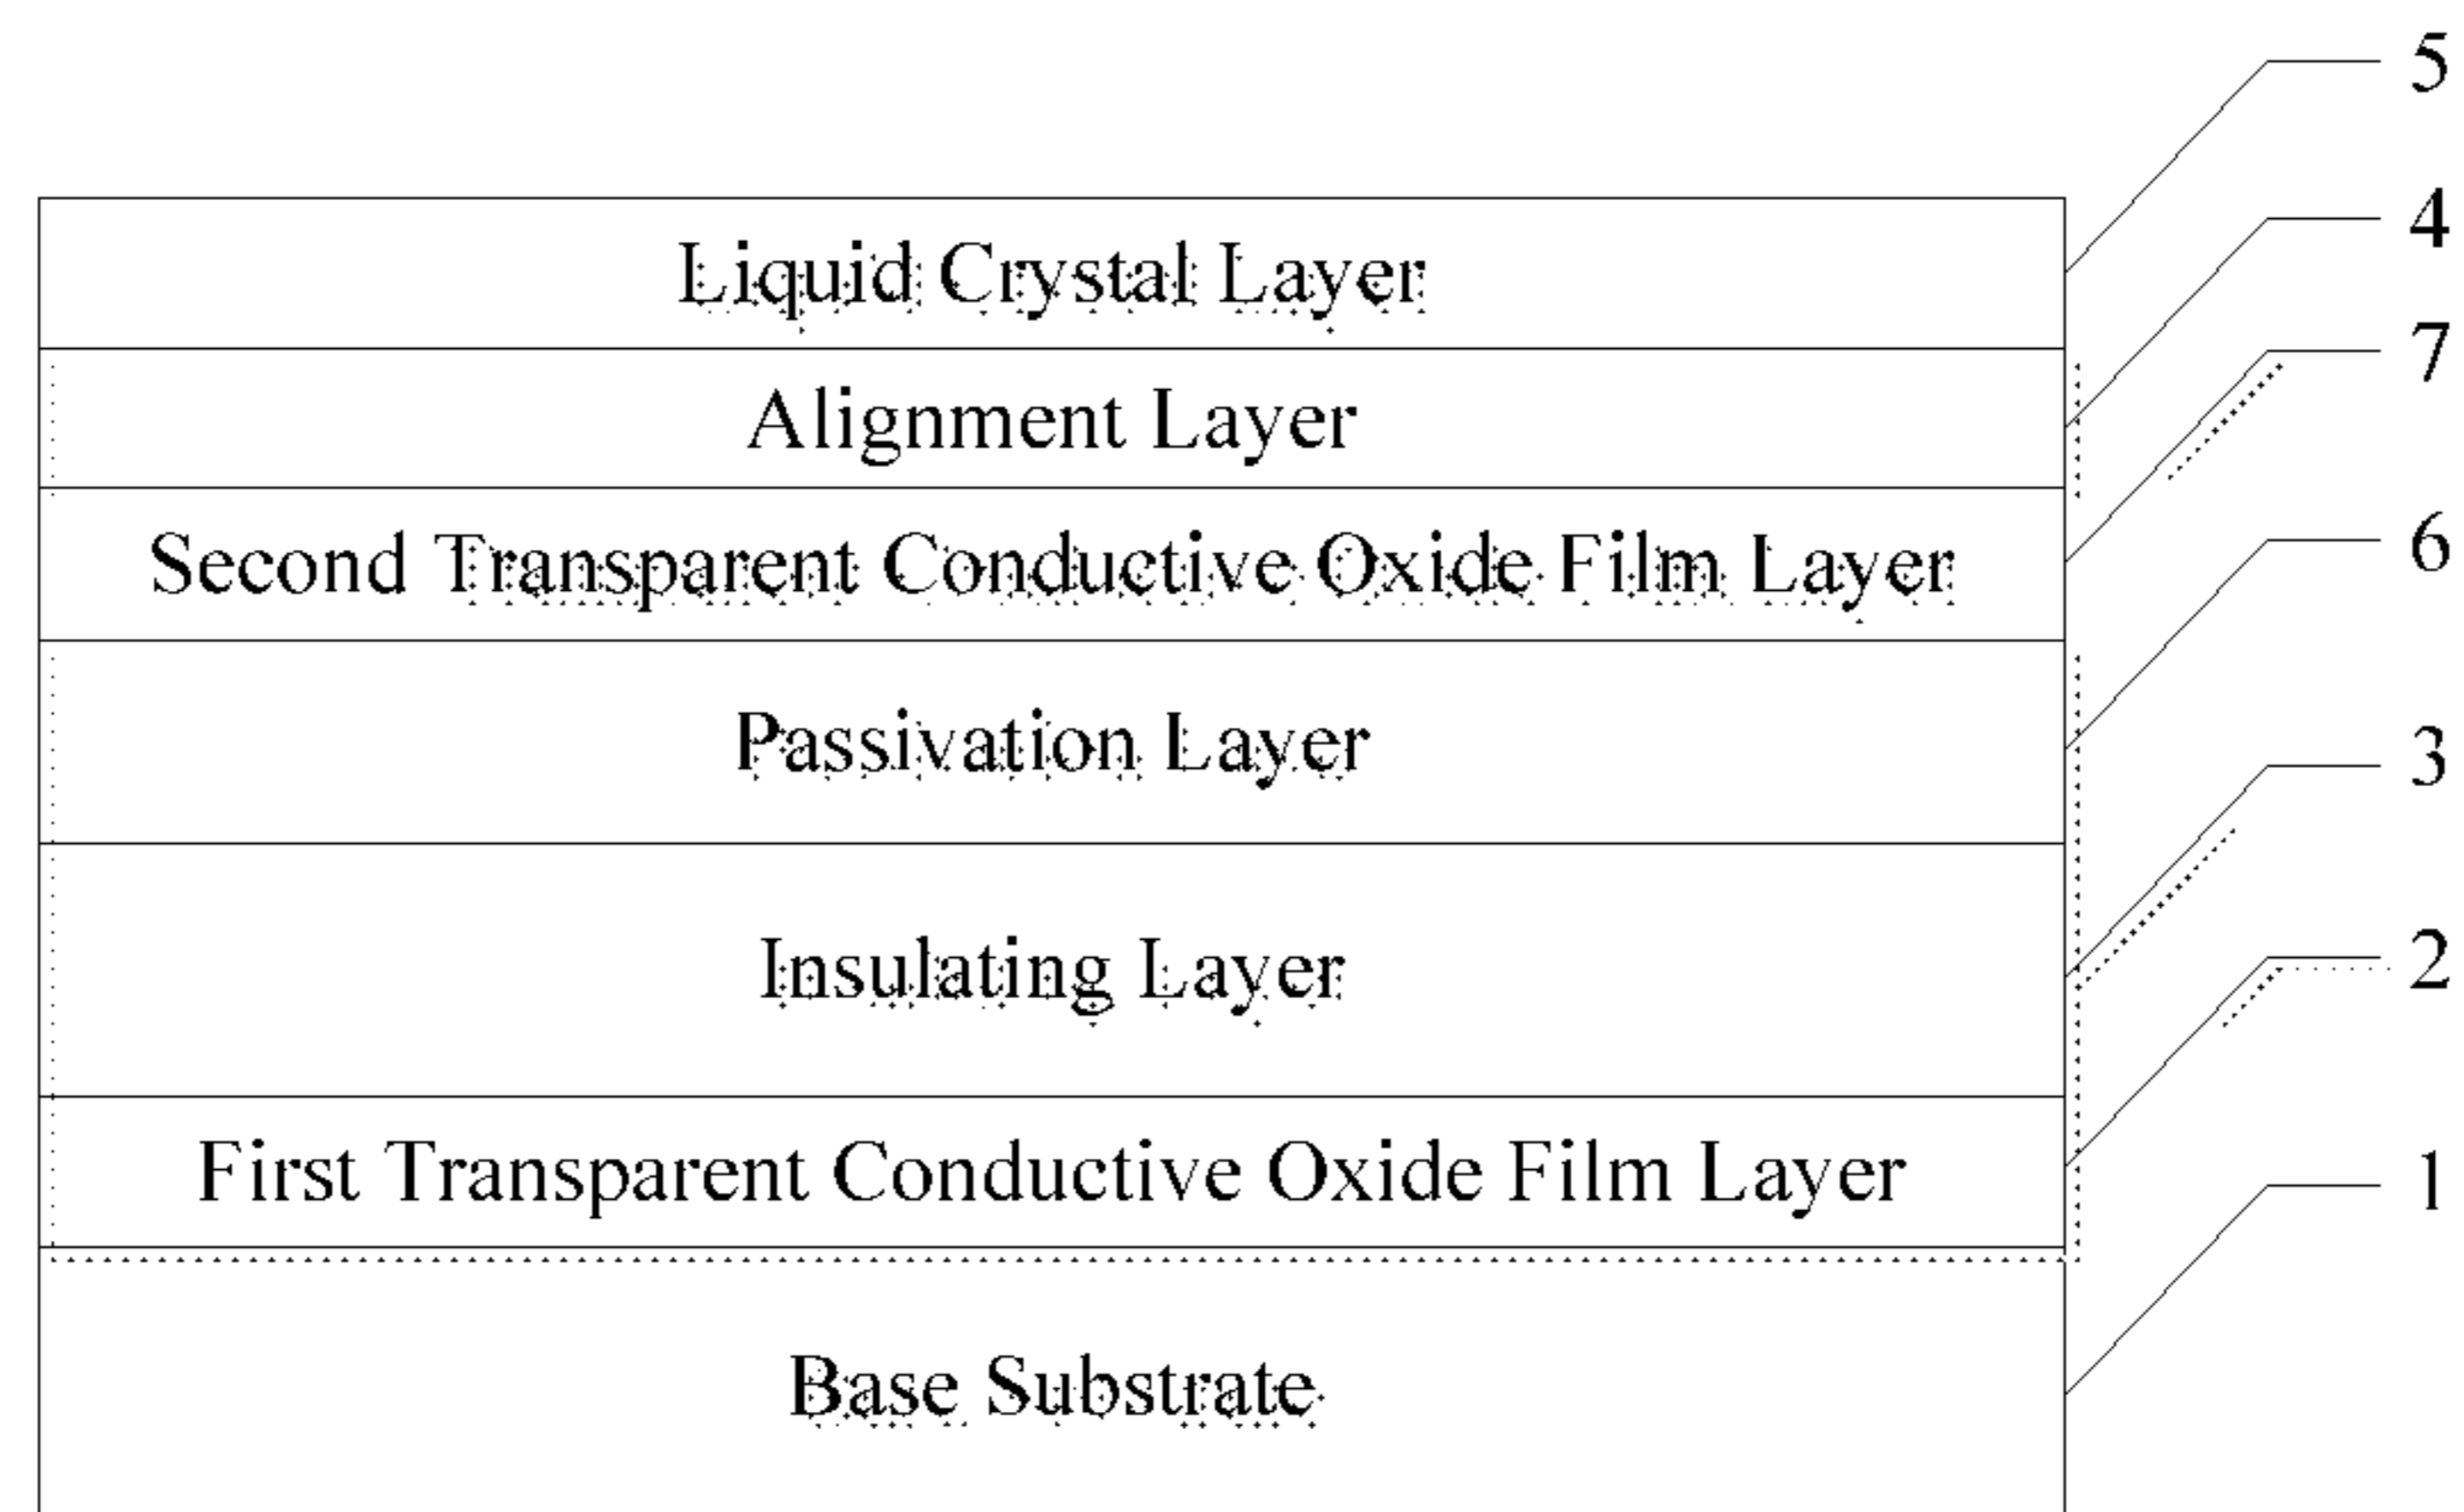 5
Liquid Crystal Layer
4
Alignment Layer
7
Second Transparent Conductive Oxide Film Layer
6
Passivation Layer
3
Insulating Layer
2
First Transparent Conductive Oxide Film Layer
1
Base Substrate